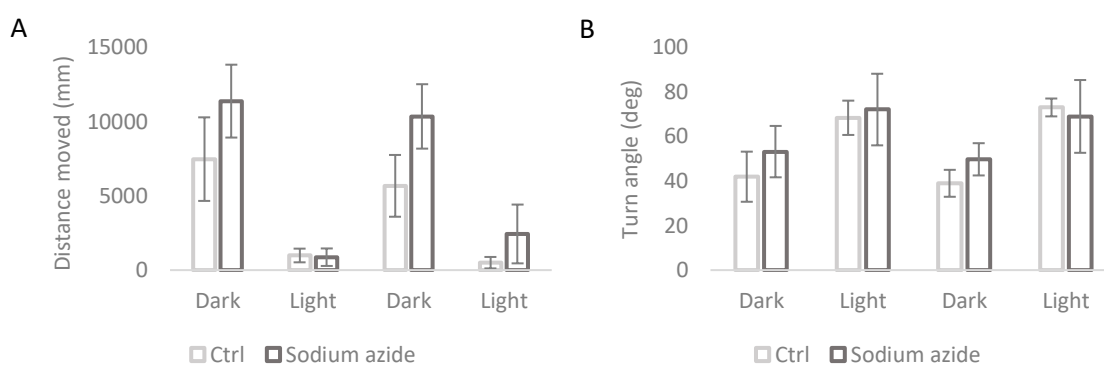 A
Distance moved (mm)
15000
10000
5000
0
Dark Light Dark Light
Ctrl Sodium azide
B
Turn angle (deg)
100
80
60
40
20
0
Dark Light Dark Light
Ctrl Sodium azide